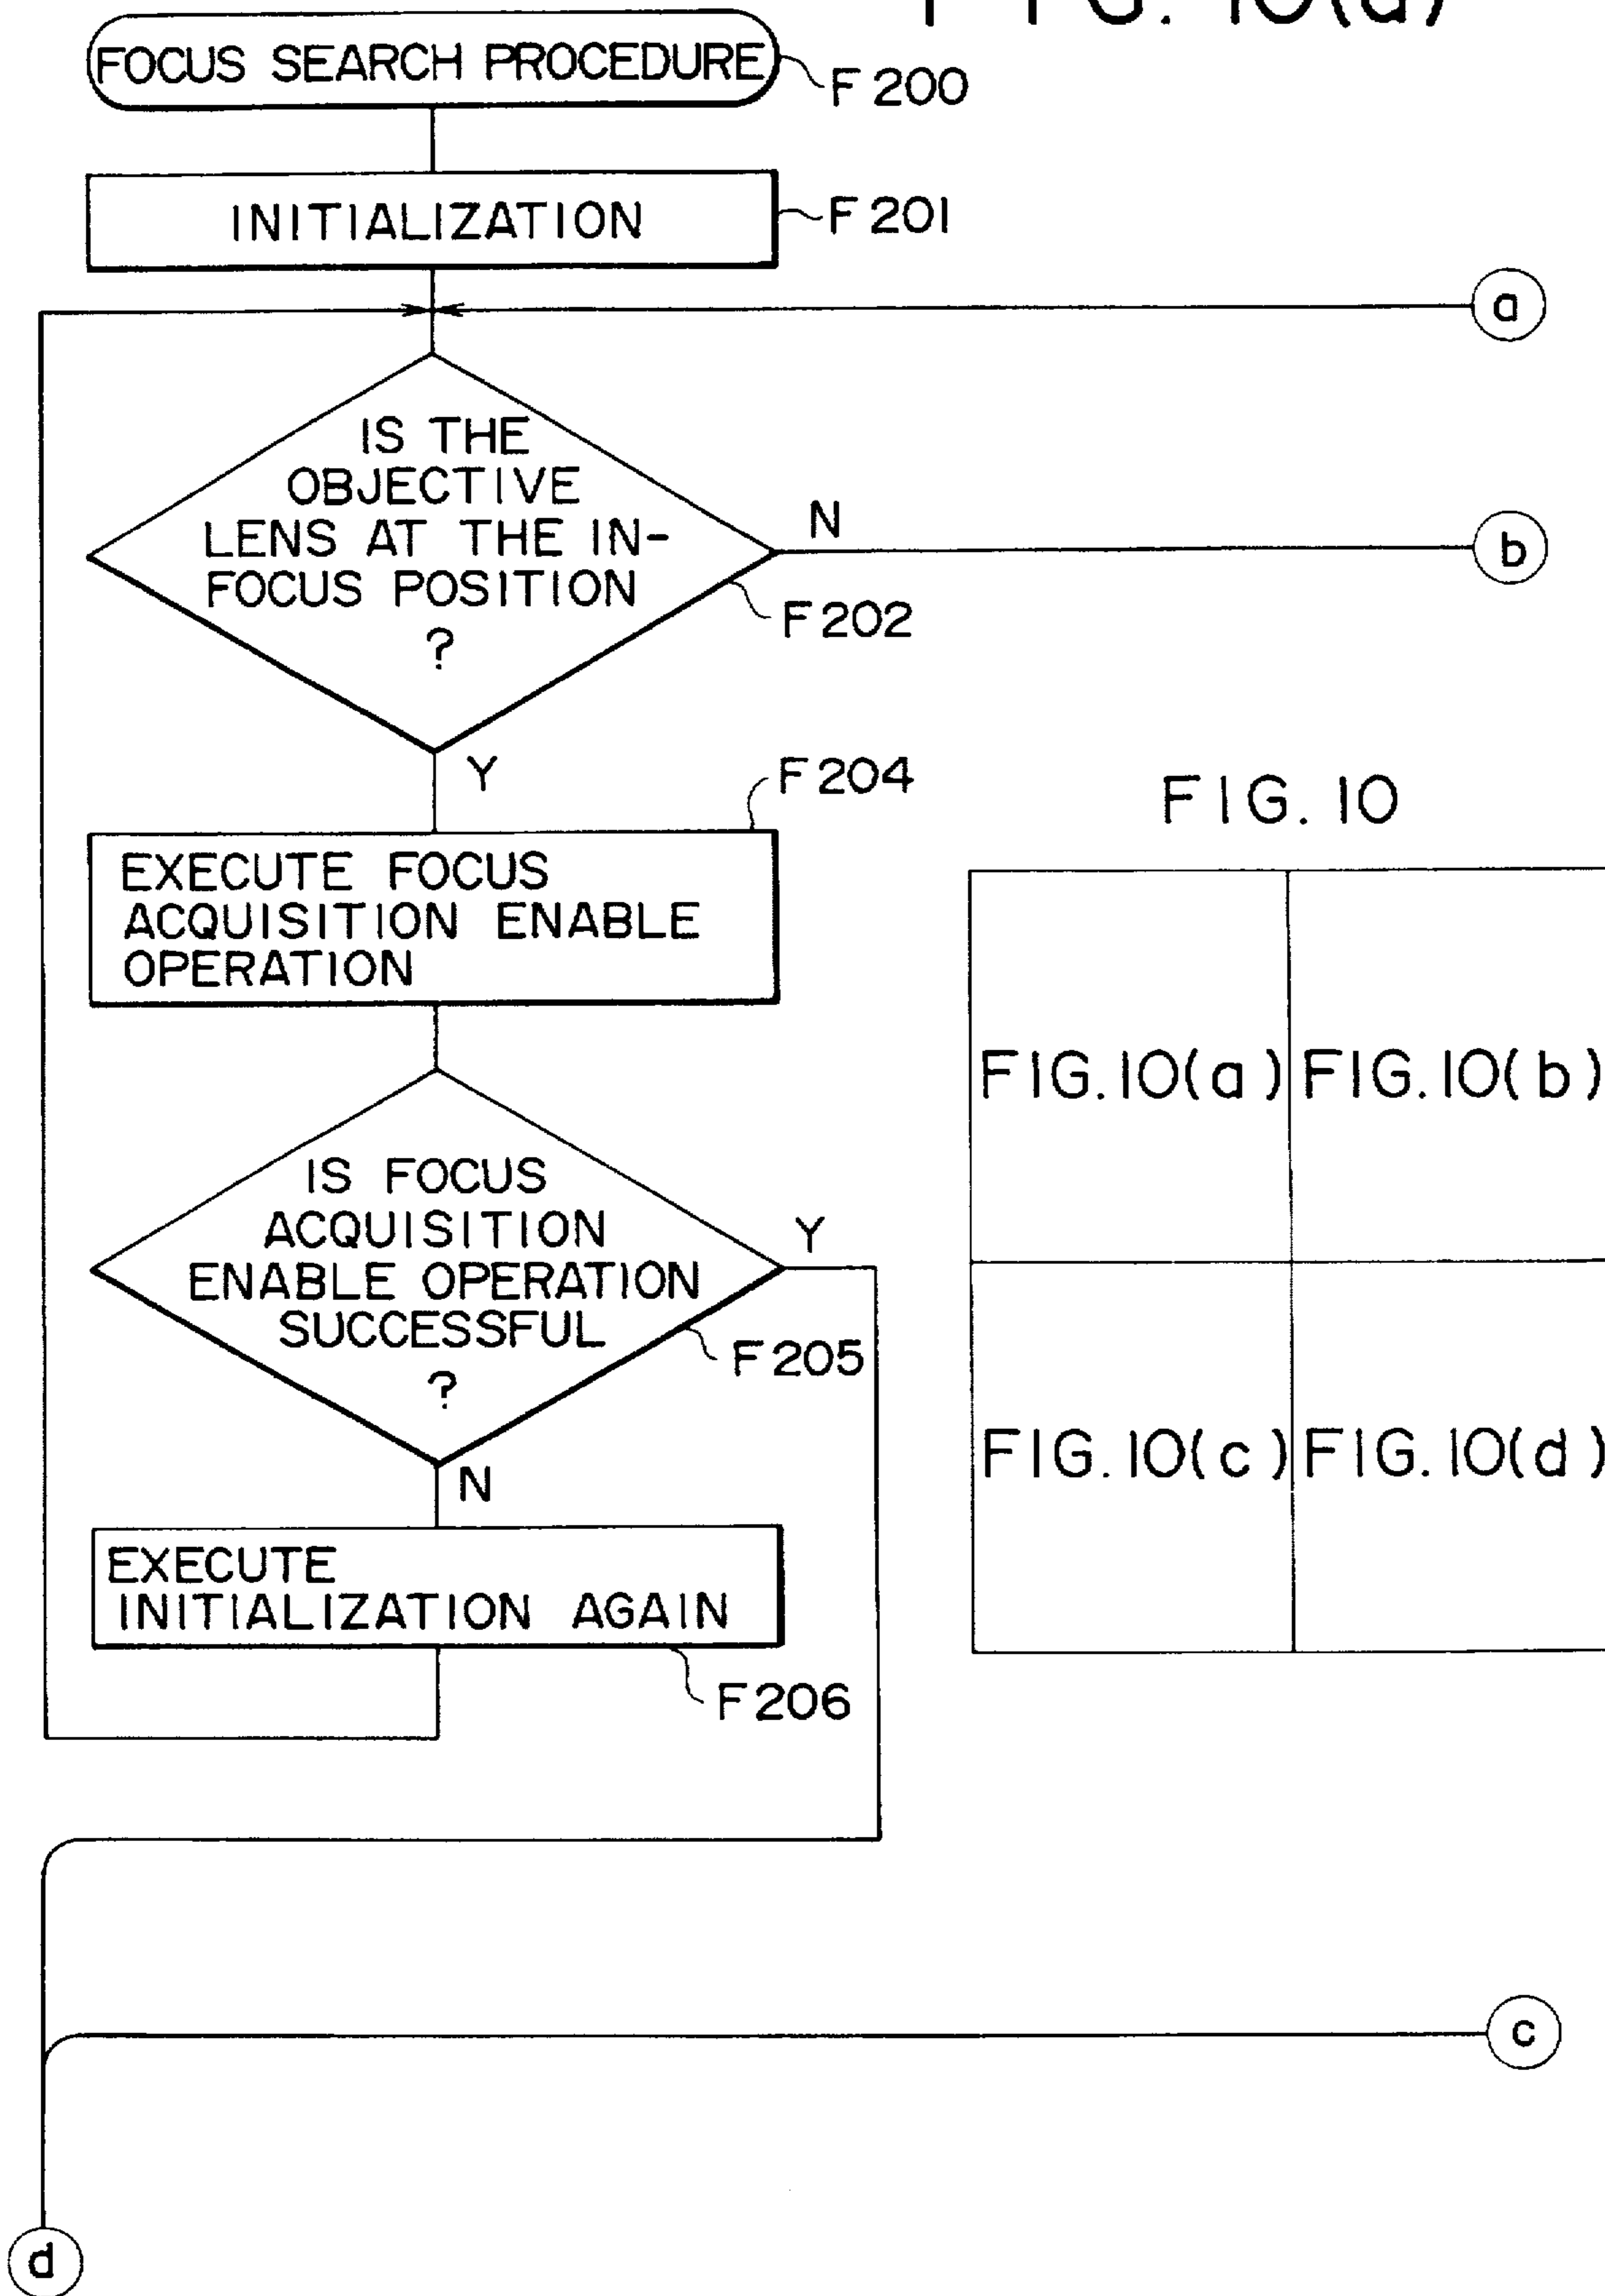 FIG. 10(a)
FOCUS SEARCH PROCEDURE
F200
INITIALIZATION
F201
a
IS THE
OBJECTIVE
LENS AT THE IN-
FOCUS POSITION
?
N
b
F202
Y
F204
EXECUTE FOCUS
ACQUISITION ENABLE
OPERATION
IS FOCUS
ACQUISITION
ENABLE OPERATION
SUCCESSFUL
?
Y
F205
N
EXECUTE
INITIALIZATION AGAIN
F206
c
d
FIG. 10
FIG. 10(a)
FIG. 10(b)
FIG. 10(c)
FIG. 10(d)